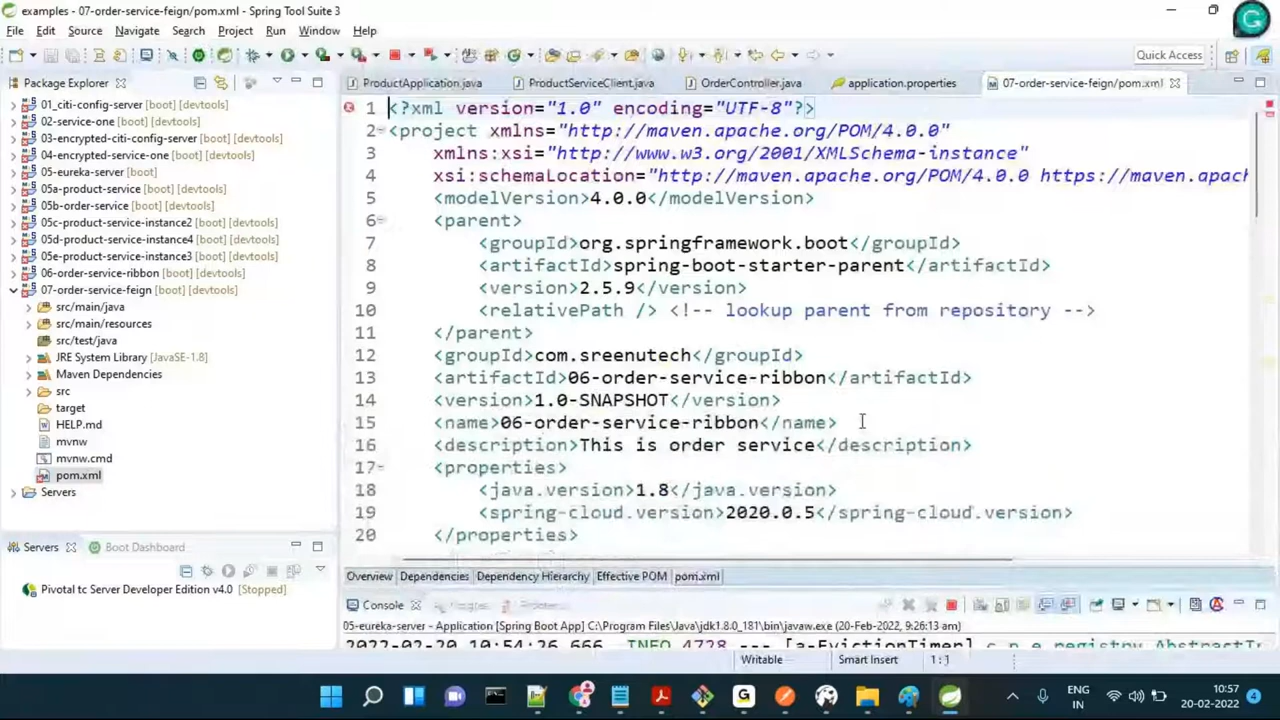 examples - 07-order-service-feign/pom.xml - Spring Tool Suite 3
File Edit Source Navigate Search Project Run Window Help
Quick Access
Package Explorer
ProductApplication.java
ProductServiceClient.java
OrderController.java
application.properties
07-order-service-feign/pom.xml
01_citi-config-server [boot] [devtools]
02-service-one [boot] [devtools]
03-encrypted-citi-config-server [boot] [devtools]
04-encrypted-service-one [boot] [devtools]
05-eureka-server [boot]
05a-product-service [boot] [devtools]
05b-order-service [boot] [devtools]
05c-product-service-instance2 [boot] [devtools]
05d-product-service-instance4 [boot] [devtools]
05e-product-service-instance3 [boot] [devtools]
06-order-service-ribbon [boot] [devtools]
07-order-service-feign [boot] [devtools]
src/main/java
src/main/resources
src/test/java
JRE System Library [JavaSE-1.8]
Maven Dependencies
src
target
HELP.md
mvnw
mvnw.cmd
pom.xml
Servers
1 <?xml version="1.0" encoding="UTF-8"?>
2 <project xmlns="http://maven.apache.org/POM/4.0.0"
3 xmlns:xsi="http://www.w3.org/2001/XMLSchema-instance"
4 xsi:schemaLocation="http://maven.apache.org/POM/4.0.0 https://maven.apach
5 <modelVersion>4.0.0</modelVersion>
6 <parent>
7 <groupId>org.springframework.boot</groupId>
8 <artifactId>spring-boot-starter-parent</artifactId>
9 <version>2.5.9</version>
10 <relativePath /> <!-- lookup parent from repository -->
11 </parent>
12 <groupId>com.sreenutech</groupId>
13 <artifactId>06-order-service-ribbon</artifactId>
14 <version>1.0-SNAPSHOT</version>
15 <name>06-order-service-ribbon</name>
16 <description>This is order service</description>
17 <properties>
18 <java.version>1.8</java.version>
19 <spring-cloud.version>2020.0.5</spring-cloud.version>
20 </properties>
Overview Dependencies Dependency Hierarchy Effective POM pom.xml
Servers Boot Dashboard
Pivotal tc Server Developer Edition v4.0 [Stopped]
Console
05-eureka-server - Application [Spring Boot App] C:\Program Files\Java\jdk1.8.0_181\bin\javaw.exe (20-Feb-2022, 9:26:13 am)
2022-02-20 10:54:26.666 INFO 4728 --- [a-EvictionTimer] c.n.e.registry.AbstractI
Writable Smart Insert 1 : 1
ENG
IN
10:57
20-02-2022